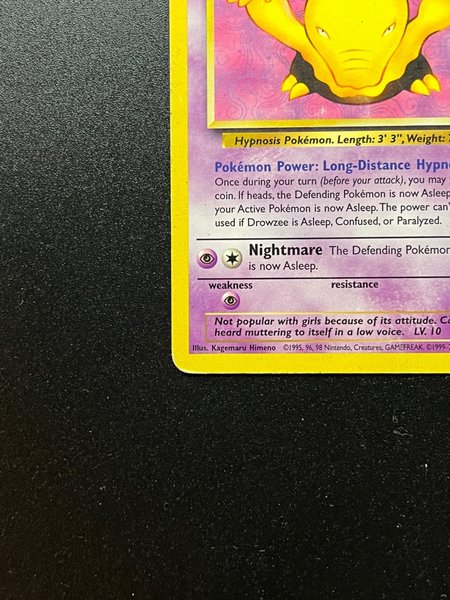 Hypnosis Pokémon. Length: 3' 3", Weight:
Pokémon Power: Long-Distance
Once during your turn (before your attack), you may
coin. If heads, the Defending Pokémon is now Asleep
your Active Pokémon is now Asleep. The power can'
used if Drowzee is Asleep, Confused, or Paralyzed.
Nightmare The Defending Pokémon
is now Asleep.
weakness resistance
Not popular with girls because of its attitude.
heard muttering to itself in a low voice. LV. 10
Illus. Kagemaru Himeno ©1995, 96, 98 Nintendo, Creatures, GAMEFREAK. ©1999–